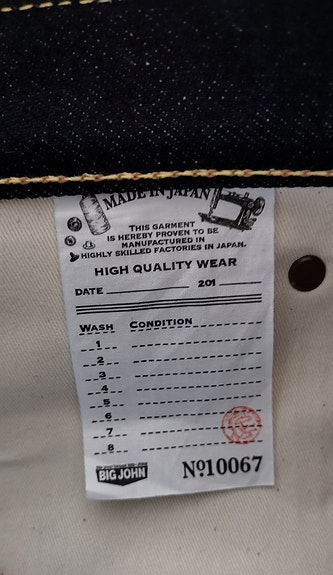 MADE IN JAPAN
THIS GARMENT
IS HEREBY PROVEN TO BE
MANUFACTURED IN
HIGHLY SKILLED FACTORIES IN JAPAN.
HIGH QUALITY WEAR
DATE 201
WASH CONDITION
1
2
3
4
5
6
7
8
BIG JOHN
Nº10067